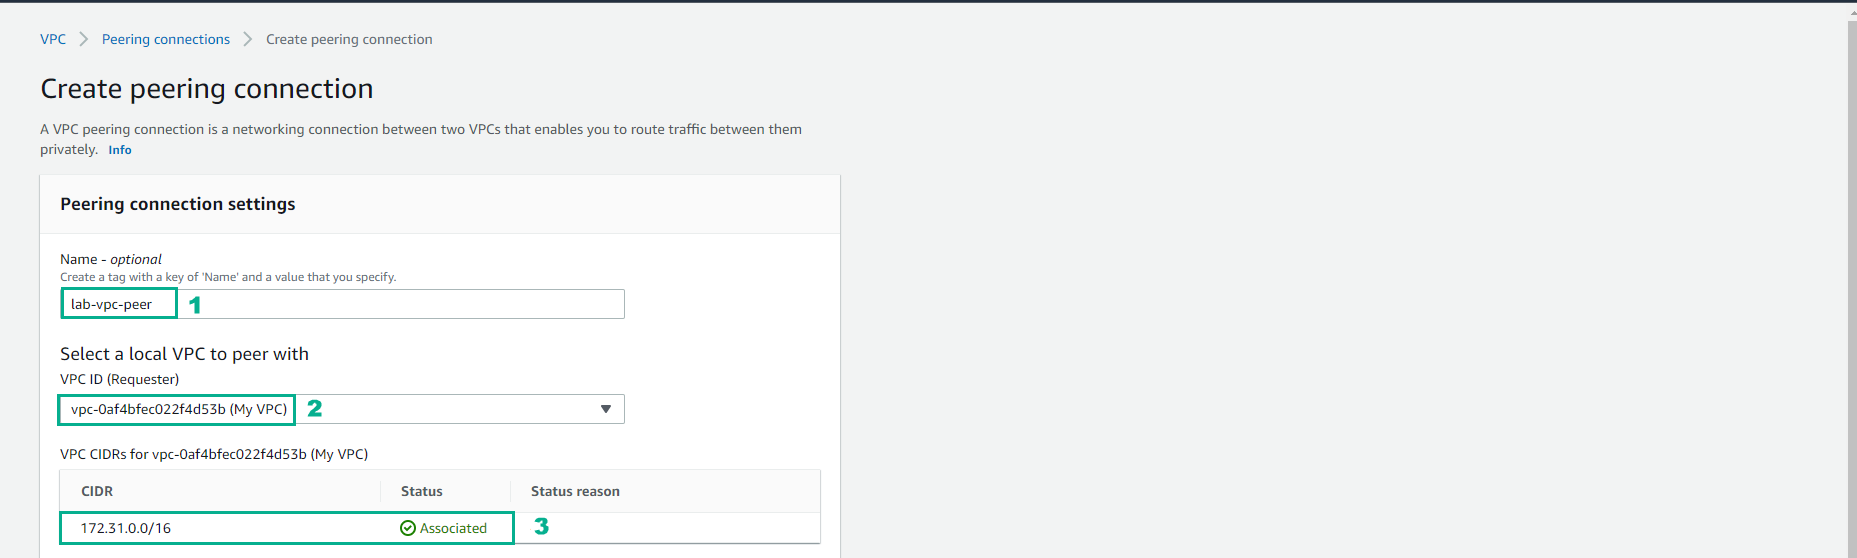 VPC > Peering connections > Create peering connection
Create peering connection
A VPC peering connection is a networking connection between two VPCs that enables you to route traffic between them
privately. Info
Peering connection settings
Name - optional
Create a tag with a key of 'Name' and a value that you specify.
lab-vpc-peer 1
Select a local VPC to peer with
VPC ID (Requester)
vpc-0af4bfec022f4d53b (My VPC) 2
VPC CIDRs for vpc-0af4bfec022f4d53b (My VPC)
CIDR Status Status reason
172.31.0.0/16 Associated 3